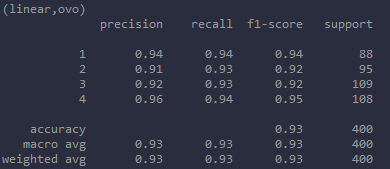 (linear,ovo)
precision recall f1-score support
1 0.94 0.94 0.94 88
2 0.91 0.93 0.92 95
3 0.92 0.93 0.92 109
4 0.96 0.94 0.95 108
accuracy 0.93 400
macro avg 0.93 0.93 0.93 400
weighted avg 0.93 0.93 0.93 400